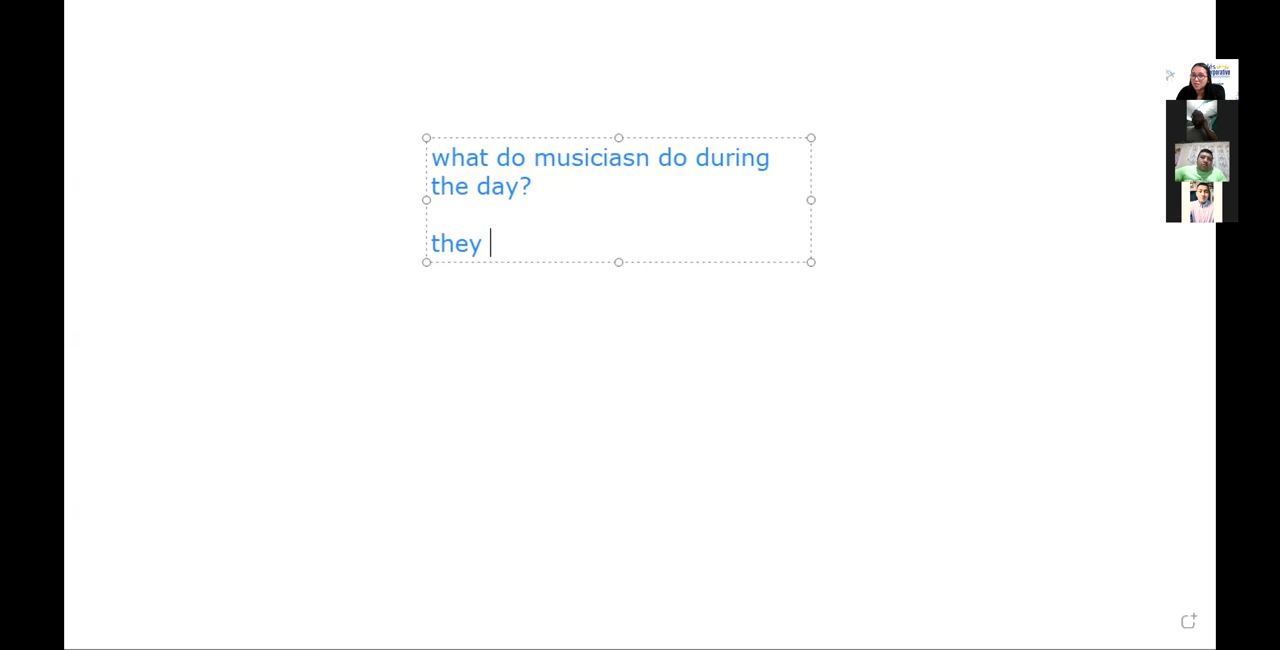 what do musiciasn do during
the day?
they